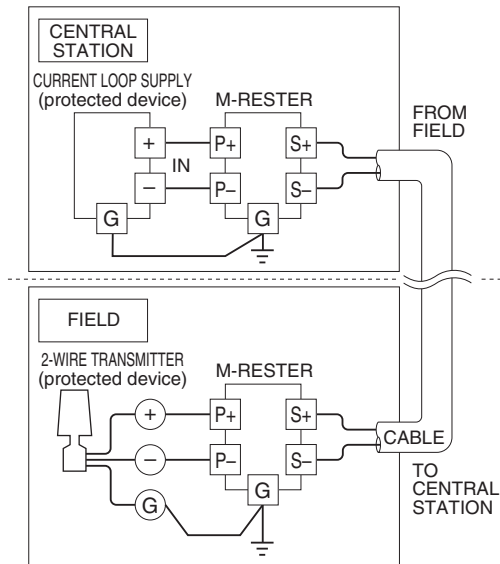 CENTRAL
STATION
CURRENT LOOP SUPPLY
(protected device)
M-RESTER
FROM
FIELD
+
P+
S+
IN
−
P−
S−
G
G
FIELD
2-WIRE TRANSMITTER
(protected device)
M-RESTER
+
P+
S+
−
P−
S−
CABLE
G
G
TO
CENTRAL
STATION